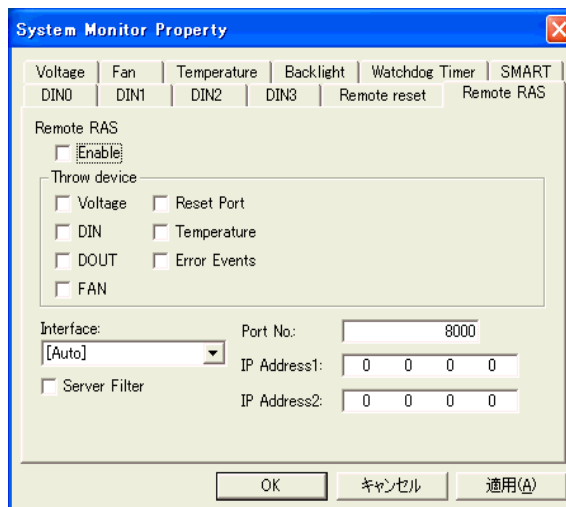 System Monitor Property
Voltage Fan Temperature Backlight Watchdog Timer SMART
DIN0 DIN1 DIN2 DIN3 Remote reset Remote RAS
Remote RAS
Enable
Throw device
Voltage Reset Port
DIN Temperature
DOUT Error Events
FAN
Interface: Port No.: 8000
[Auto]
IP Address1: 0 0 0 0
Server Filter
IP Address2: 0 0 0 0
OK キャンセル 適用(A)